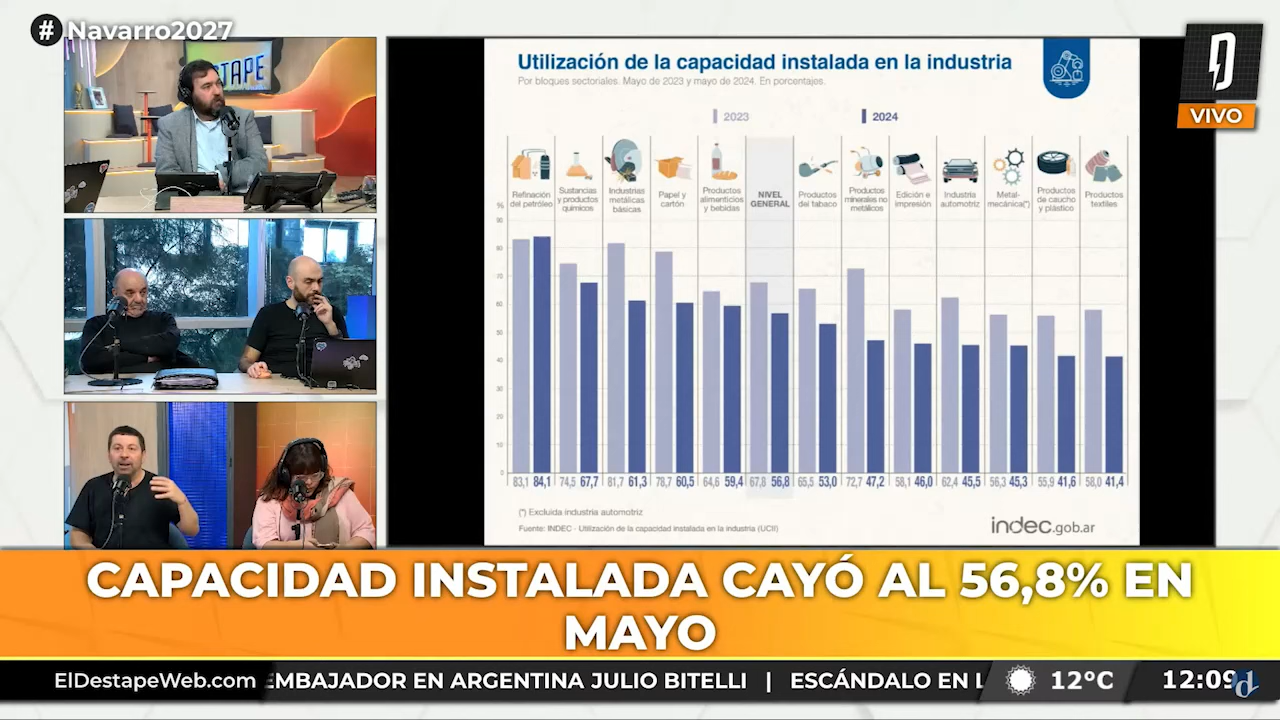 # Navarro2027
STAPE
Utilización de la capacidad instalada en la industria
Por bloques sectoriales. Mayo de 2023 y mayo de 2024. En porcentajes.
2023
2024
VIVO
Refinación
del petróleo
Sustancias
y productos
químicos
Industrias
metálicas
básicas
Papel y
cartón
Productos
alimenticios
y bebidas
NIVEL
GENERAL
Productos
del tabaco
Productos
minerales no
metálicos
Edición e
impresión
Industria
automotriz
Metal-
mecánica(*)
Productos
de caucho
y plástico
Productos
textiles
%
90
80
70
60
50
40
30
20
10
0
83,1 84,1 74,5 67,7 81,7 61,3 78,7 60,5 64,6 59,4 67,8 56,8 65,5 53,0 72,7 47,2 58,1 46,0 62,4 45,5 56,3 45,3 55,9 41,6 58,0 41,4
(*) Excluida industria automotriz
Fuente: INDEC - Utilización de la capacidad instalada en la industria (UCII)
indec.gob.ar
CAPACIDAD INSTALADA CAYÓ AL 56,8% EN
MAYO
ElDestapeWeb.com EMBAJADOR EN ARGENTINA JULIO BITELLI | ESCÁNDALO EN L 12°C 12:09